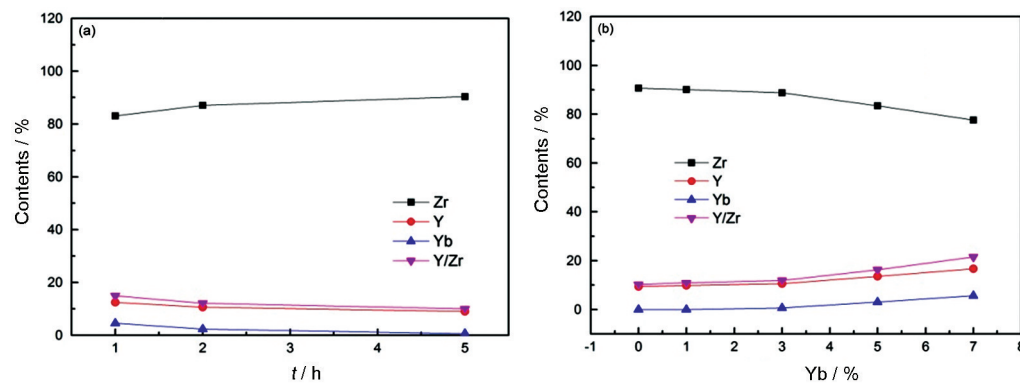 (a)
120
100
80
60
40
20
0
Contents / %
Zr
Y
Yb
Y/Zr
1 2 3 4 5
t / h
(b)
120
100
80
60
40
20
0
Contents / %
Zr
Y
Yb
Y/Zr
-1 0 1 2 3 4 5 6 7 8
Yb / %